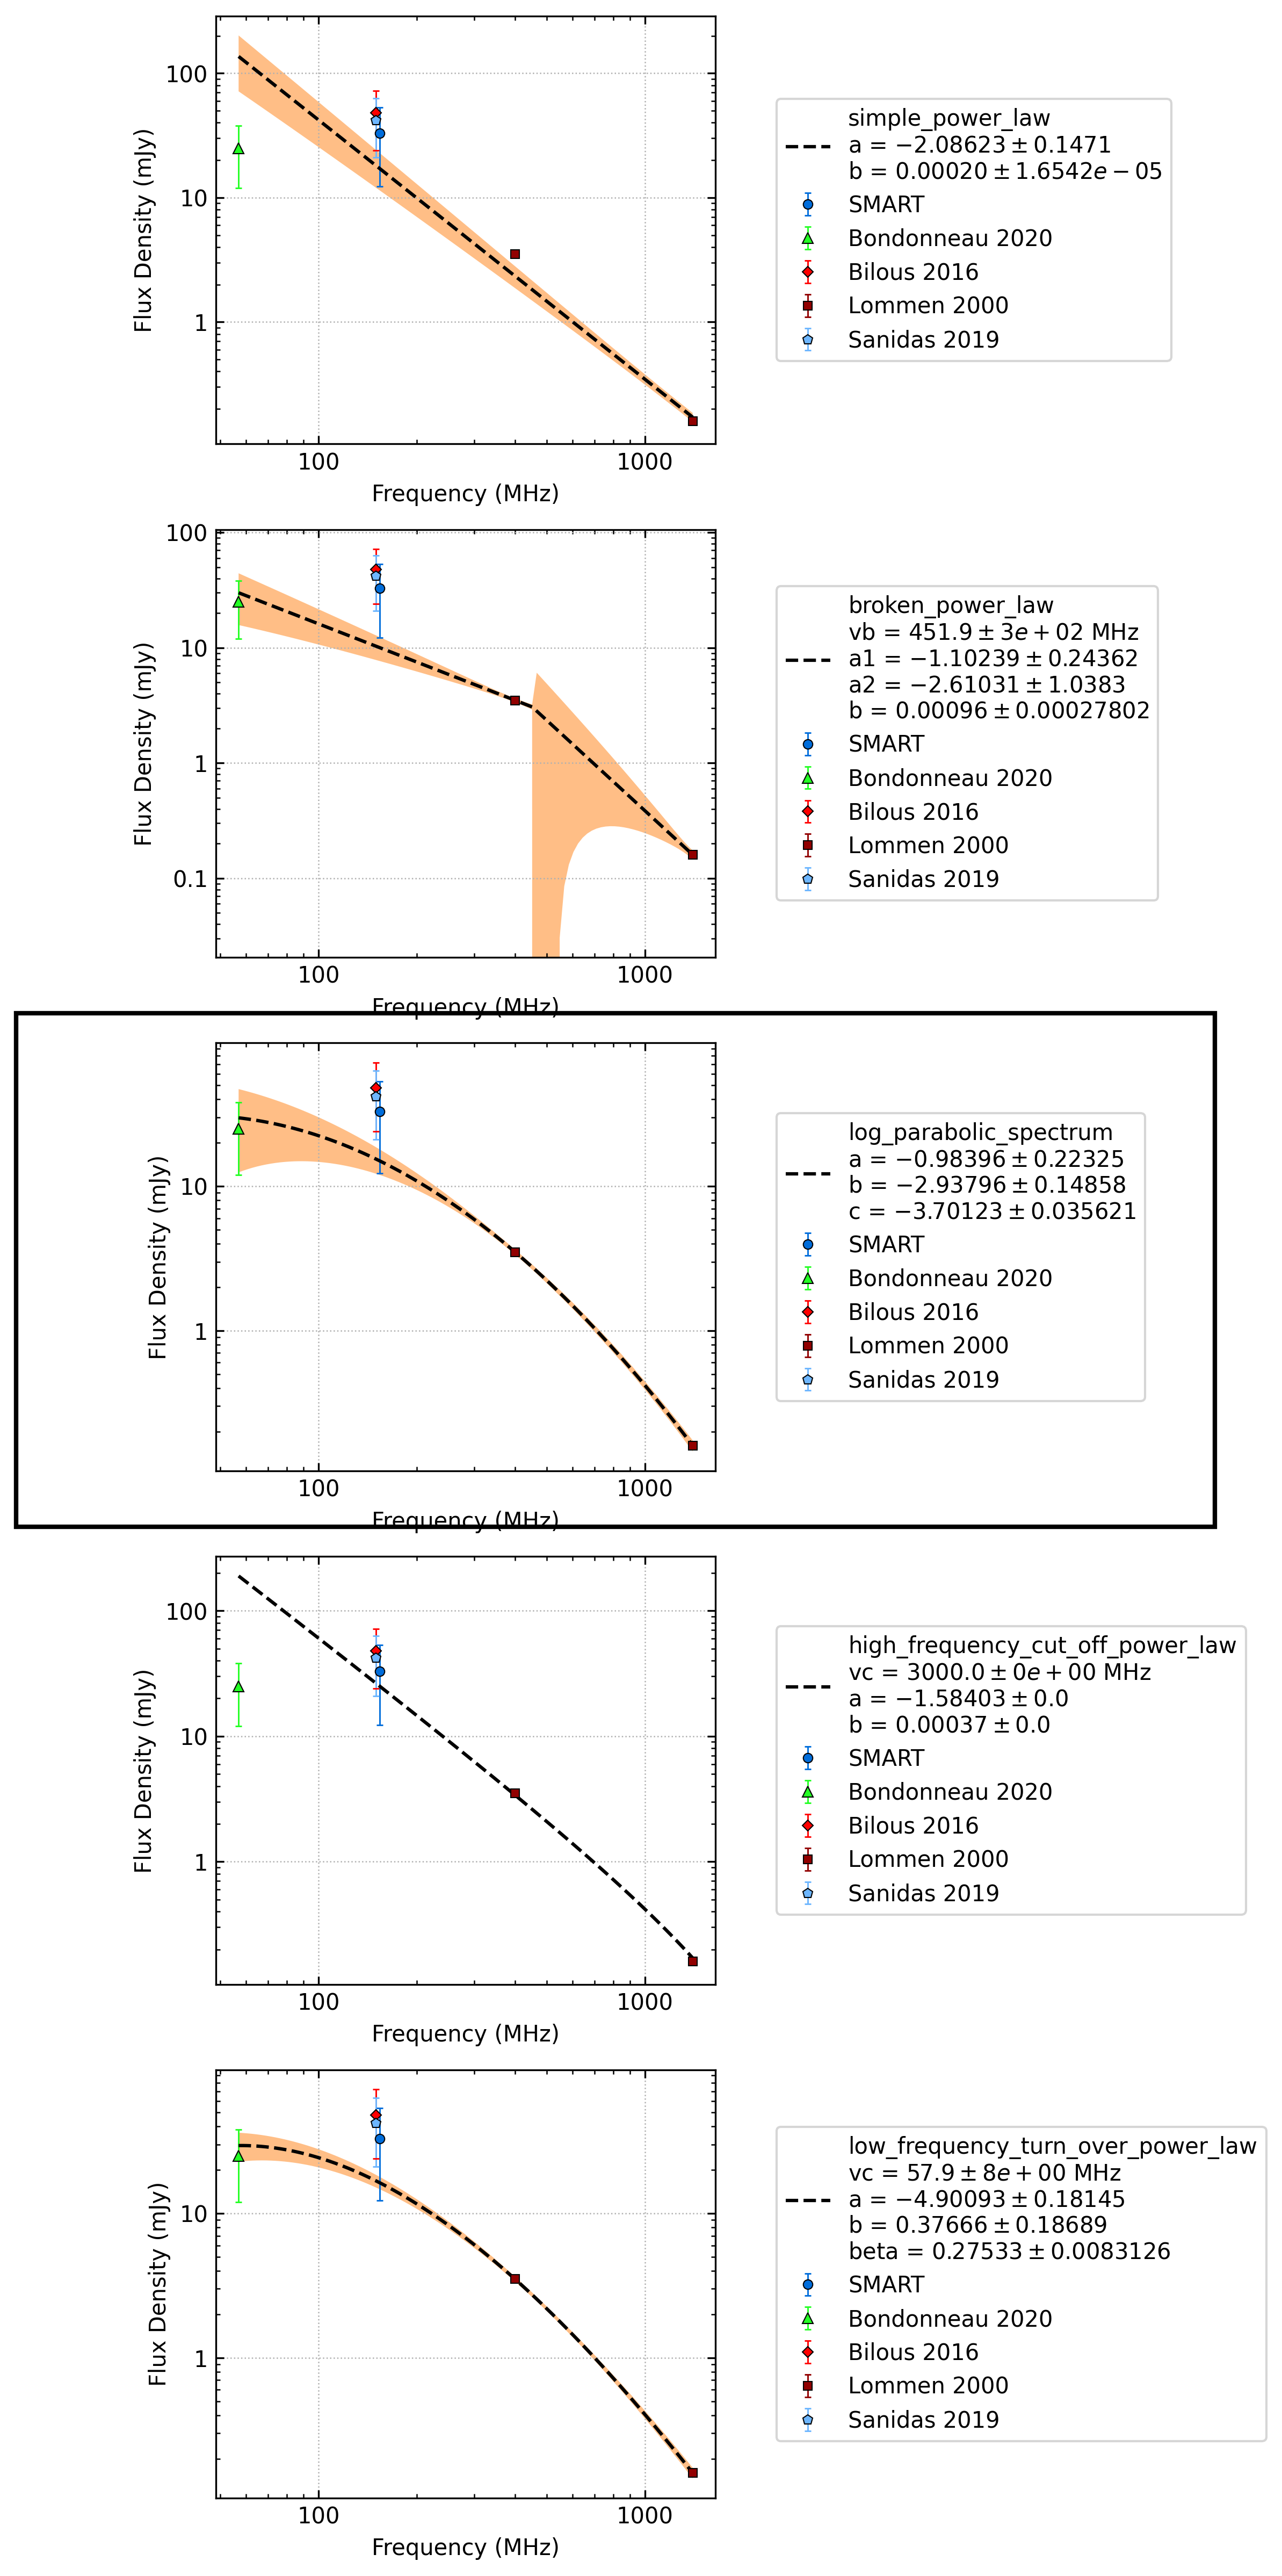 100
10
1
Flux Density (mJy)
100
1000
Frequency (MHz)
simple_power_law
a = −2.08623 ± 0.1471
b = 0.00020 ± 1.6542e − 05
SMART
Bondonneau 2020
Bilous 2016
Lommen 2000
Sanidas 2019
100
10
1
0.1
Flux Density (mJy)
100
1000
Frequency (MHz)
broken_power_law
vb = 451.9 ± 3e + 02 MHz
a1 = −1.10239 ± 0.24362
a2 = −2.61031 ± 1.0383
b = 0.00096 ± 0.00027802
SMART
Bondonneau 2020
Bilous 2016
Lommen 2000
Sanidas 2019
10
1
Flux Density (mJy)
100
1000
Frequency (MHz)
log_parabolic_spectrum
a = −0.98396 ± 0.22325
b = −2.93796 ± 0.14858
c = −3.70123 ± 0.035621
SMART
Bondonneau 2020
Bilous 2016
Lommen 2000
Sanidas 2019
100
10
1
Flux Density (mJy)
100
1000
Frequency (MHz)
high_frequency_cut_off_power_law
vc = 3000.0 ± 0e + 00 MHz
a = −1.58403 ± 0.0
b = 0.00037 ± 0.0
SMART
Bondonneau 2020
Bilous 2016
Lommen 2000
Sanidas 2019
10
1
Flux Density (mJy)
100
1000
Frequency (MHz)
low_frequency_turn_over_power_law
vc = 57.9 ± 8e + 00 MHz
a = −4.90093 ± 0.18145
b = 0.37666 ± 0.18689
beta = 0.27533 ± 0.0083126
SMART
Bondonneau 2020
Bilous 2016
Lommen 2000
Sanidas 2019